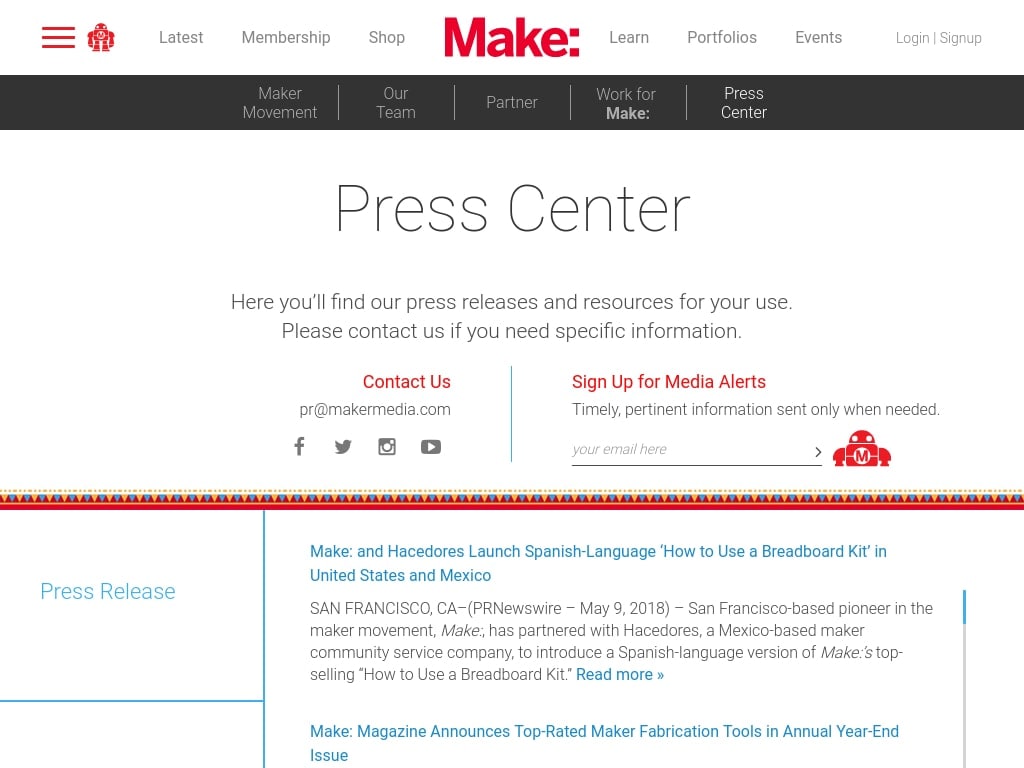 Latest
Membership
Shop
Make:
Learn
Portfolios
Events
Login | Signup
Maker
Movement
Our
Team
Partner
Work for
Make:
Press
Center
Press Center
Here you’ll find our press releases and resources for your use.
Please contact us if you need specific information.
Contact Us
pr@makermedia.com
Sign Up for Media Alerts
Timely, pertinent information sent only when needed.
your email here
M
Press Release
Make: and Hacedores Launch Spanish-Language ‘How to Use a Breadboard Kit’ in
United States and Mexico
SAN FRANCISCO, CA–(PRNewswire – May 9, 2018) – San Francisco-based pioneer in the
maker movement, Make:, has partnered with Hacedores, a Mexico-based maker
community service company, to introduce a Spanish-language version of Make:’s top-
selling “How to Use a Breadboard Kit.” Read more »
Make: Magazine Announces Top-Rated Maker Fabrication Tools in Annual Year-End
Issue